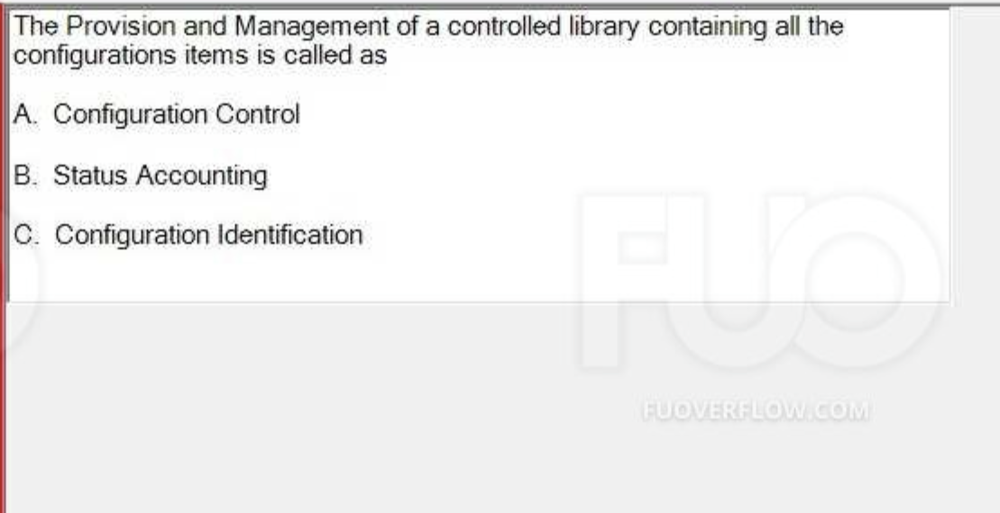 The Provision and Management of a controlled library containing all the
configurations items is called as
A. Configuration Control
B. Status Accounting
C. Configuration Identification
FUO
FUOVERFLOW.COM